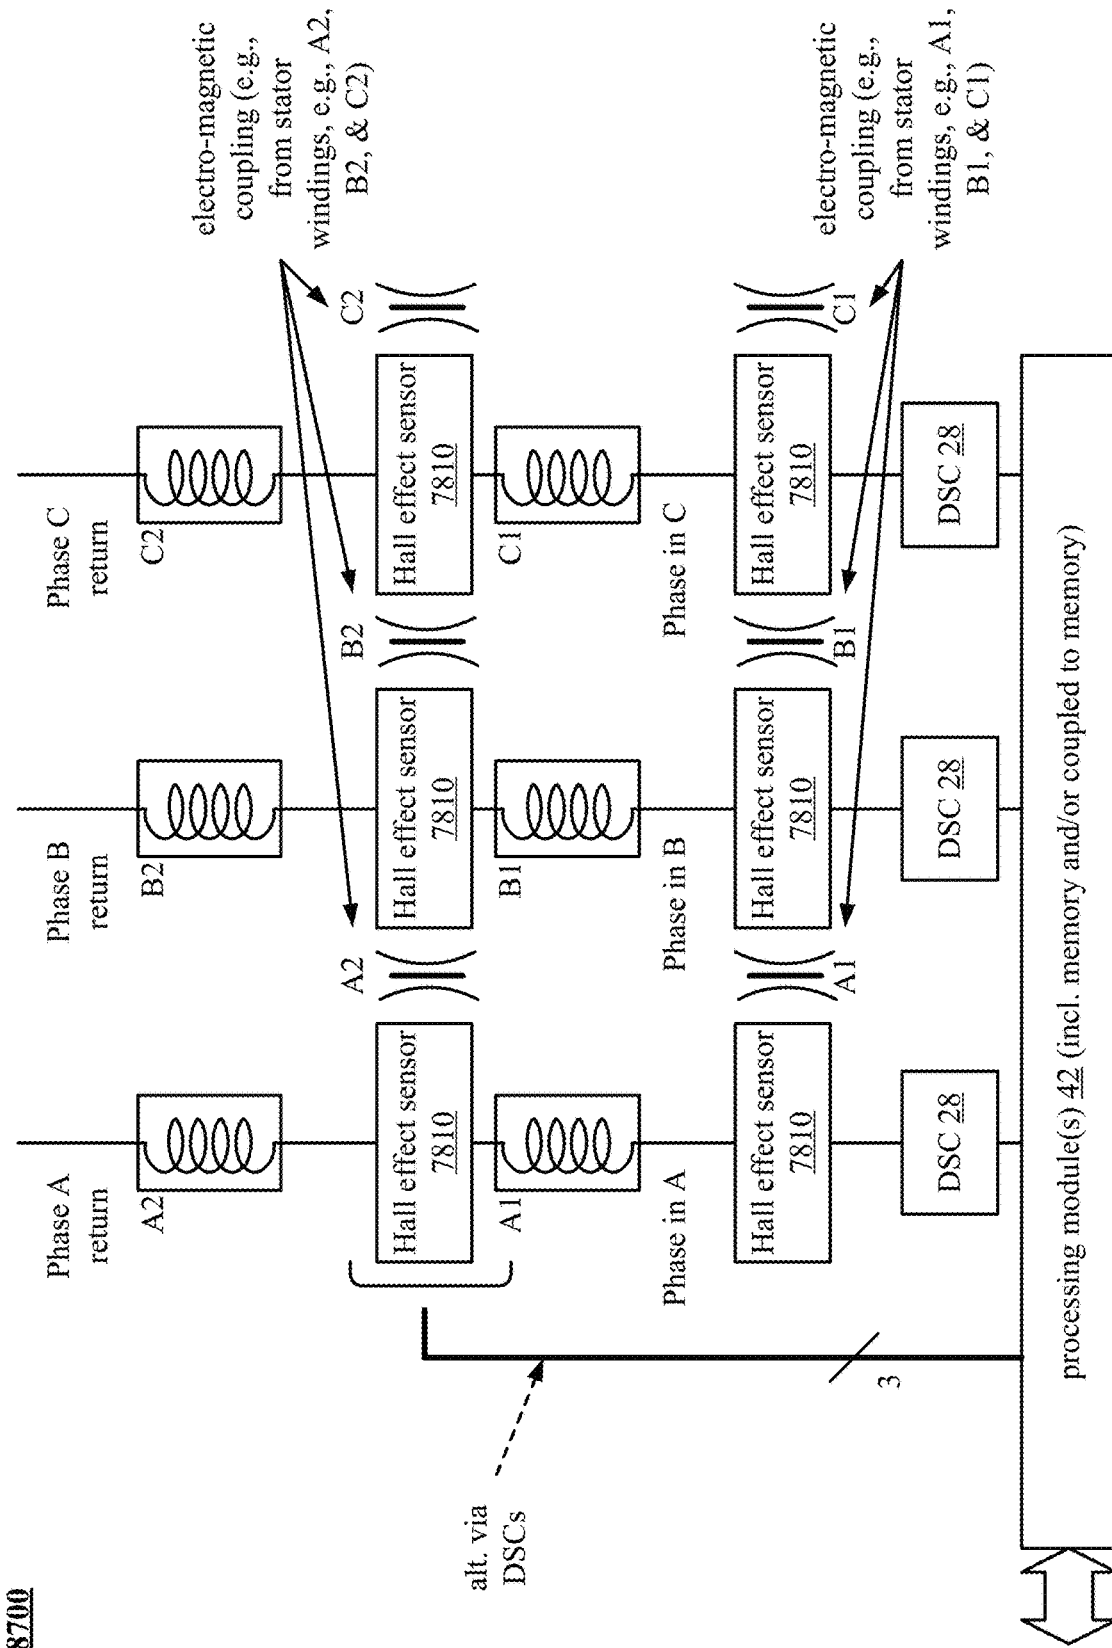 8700
Phase A
return
Phase B
return
Phase C
return
A2
B2
C2
electro-magnetic
coupling (e.g.,
from stator
windings, e.g., A2,
B2, & C2)
A2
B2
C2
Hall effect sensor
7810
Hall effect sensor
7810
Hall effect sensor
7810
A1
B1
C1
alt. via
DSCs
Phase in A
Phase in B
Phase in C
electro-magnetic
coupling (e.g.,
from stator
windings, e.g., A1,
B1, & C1)
Hall effect sensor
7810
Hall effect sensor
7810
Hall effect sensor
7810
A1
B1
C1
3
DSC 28
DSC 28
DSC 28
processing module(s) 42 (incl. memory and/or coupled to memory)